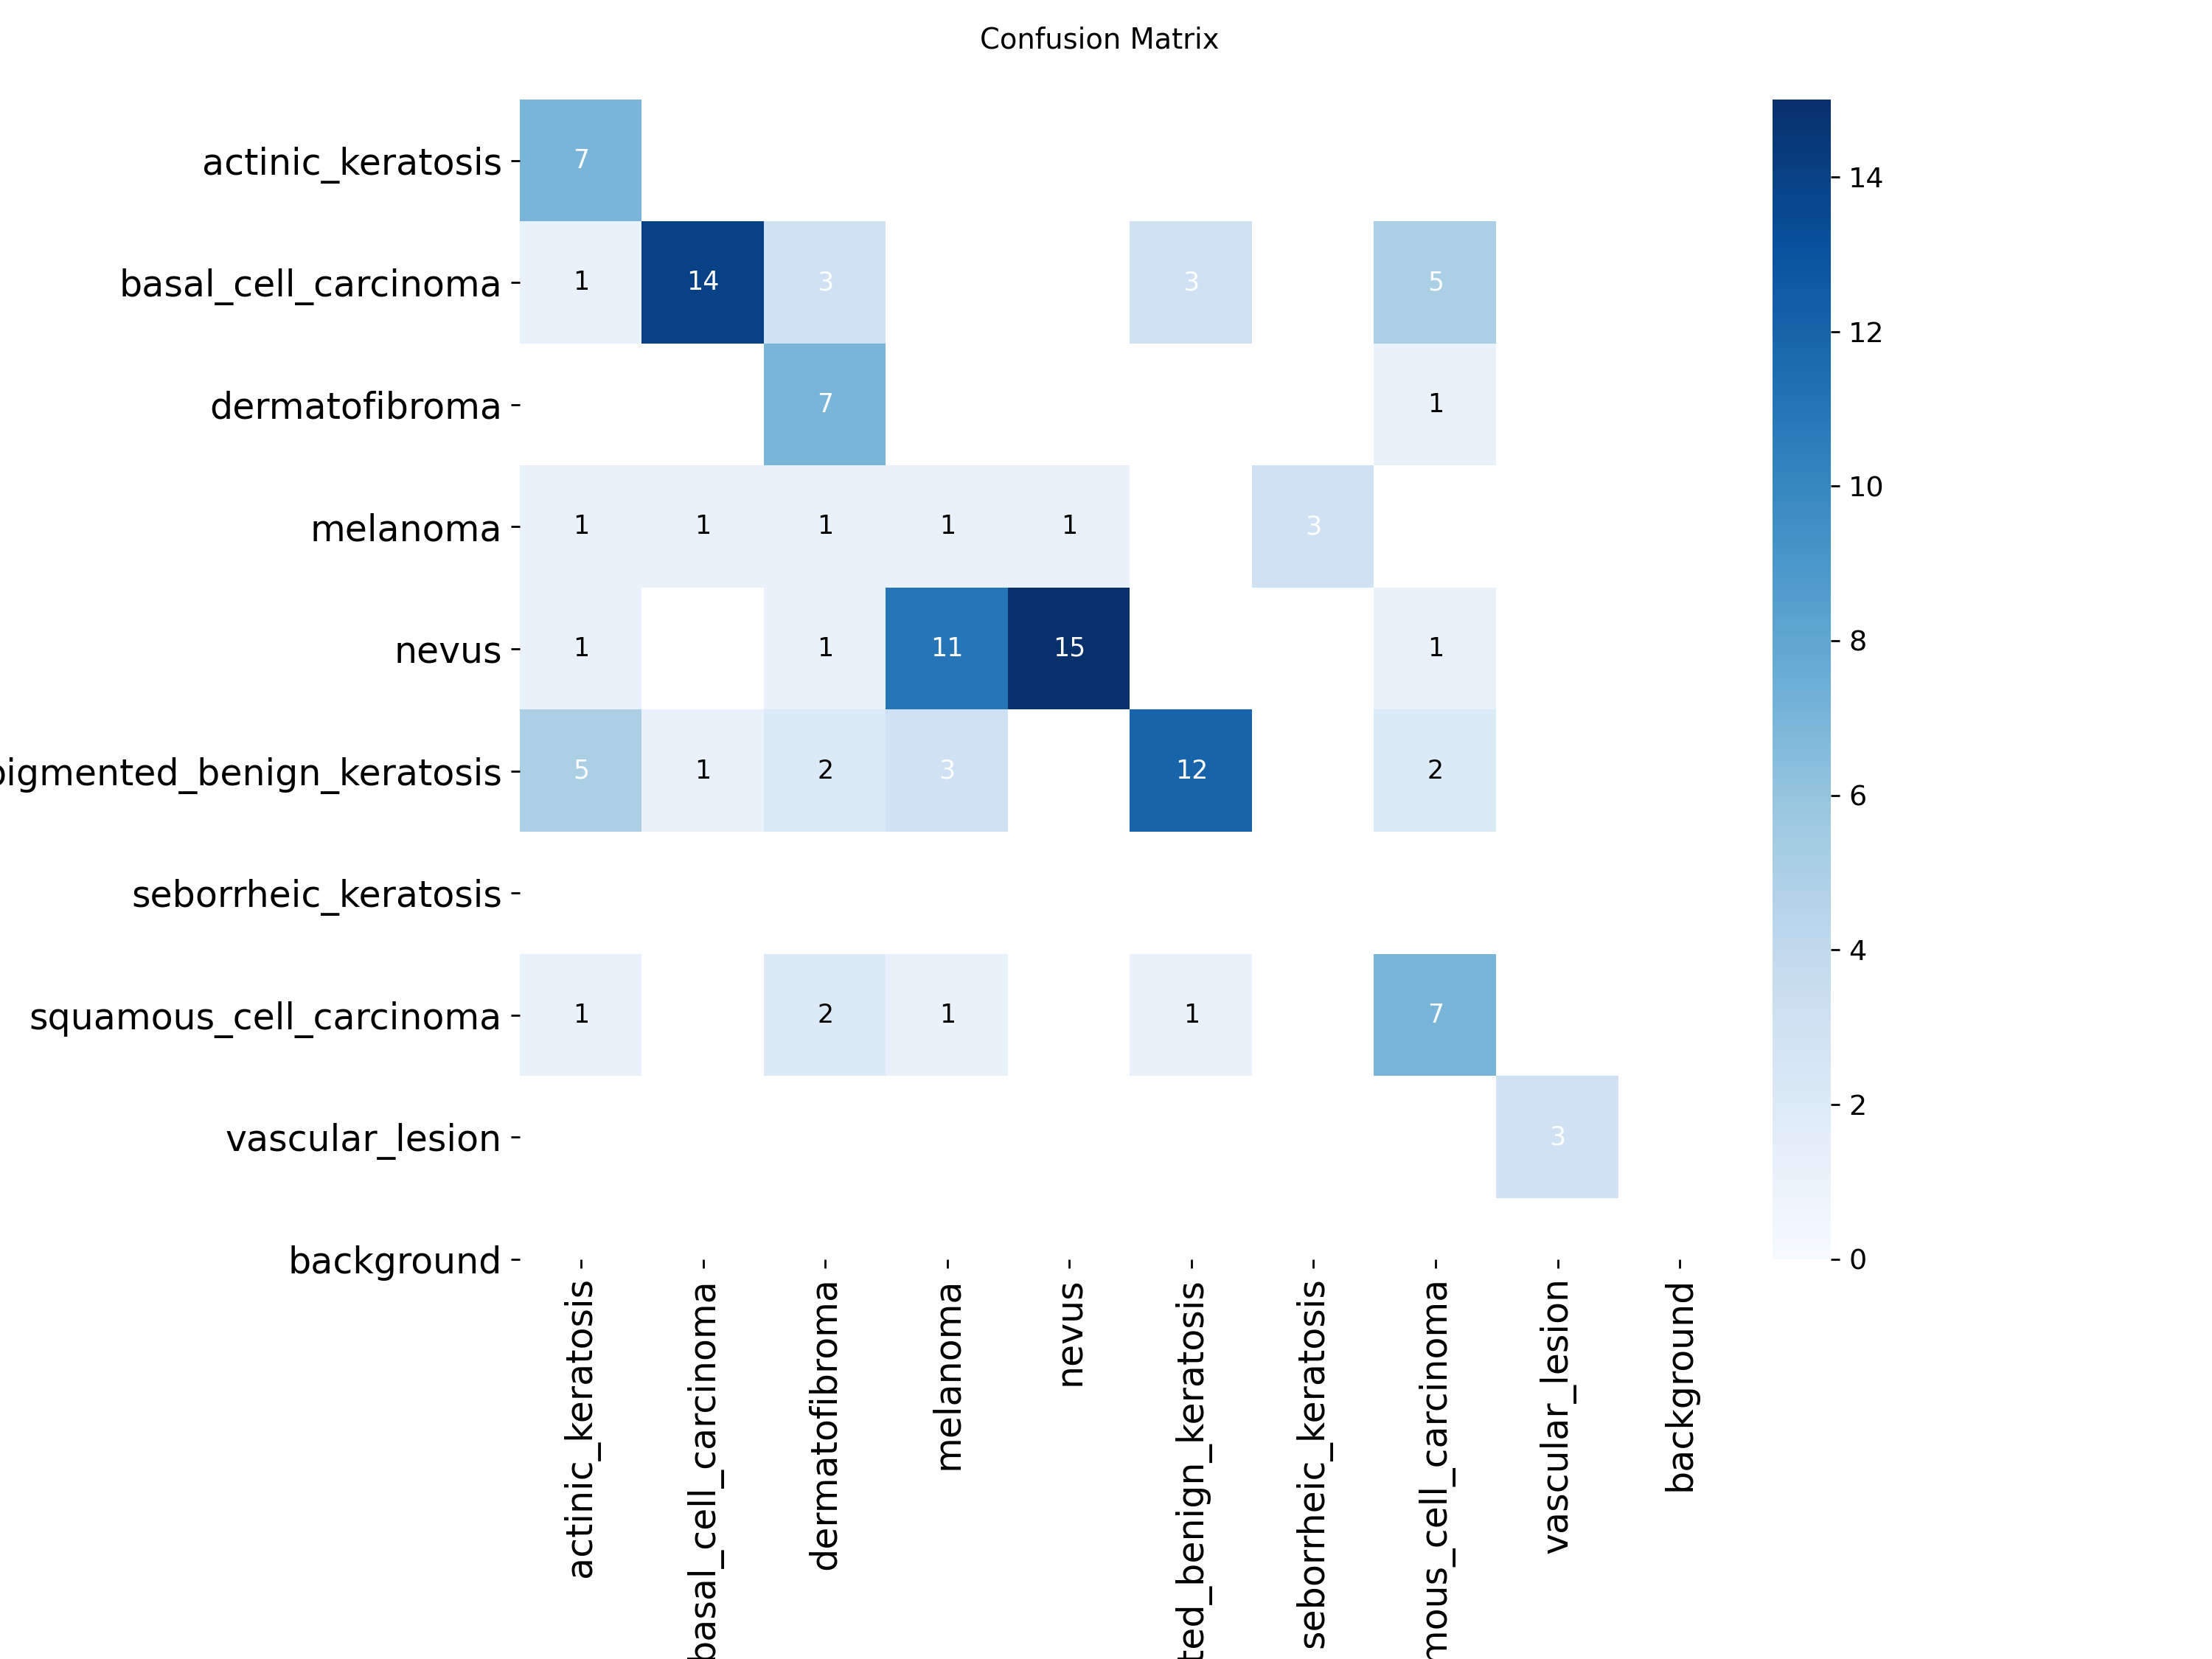 Confusion Matrix
actinic_keratosis 7
basal_cell_carcinoma 1 14 3 3 5
dermatofibroma 7 1
melanoma 1 1 1 1 1 3
nevus 1 1 11 15 1
pigmented_benign_keratosis 5 1 2 3 12 2
seborrheic_keratosis
squamous_cell_carcinoma 1 2 1 1 7
vascular_lesion 3
background
actinic_keratosis
basal_cell_carcinoma
dermatofibroma
melanoma
nevus
ted_benign_keratosis
seborrheic_keratosis
mous_cell_carcinoma
vascular_lesion
background
14
12
10
8
6
4
2
0